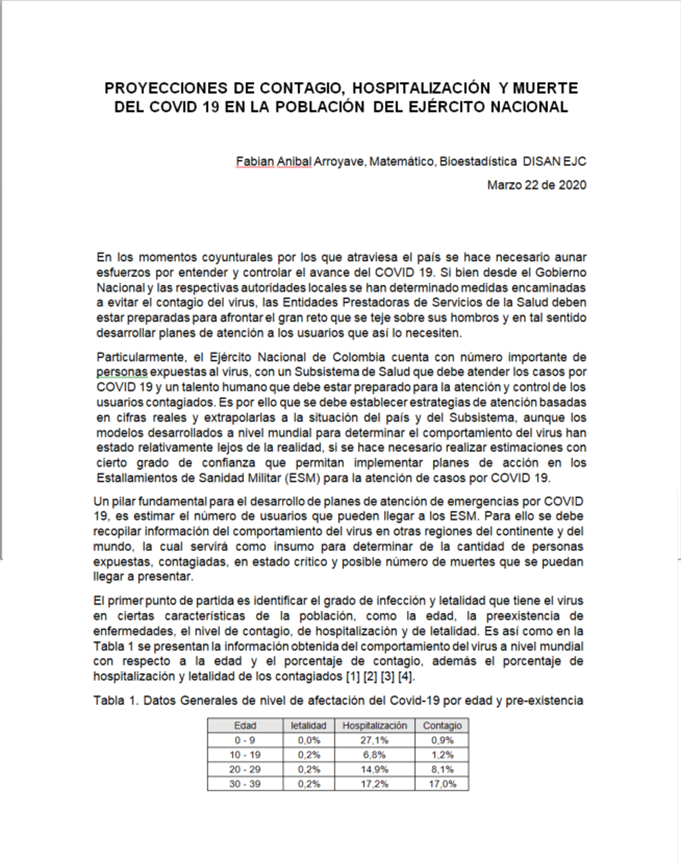 PROYECCIONES DE CONTAGIO, HOSPITALIZACIÓN Y MUERTE
DEL COVID 19 EN LA POBLACIÓN DEL EJÉRCITO NACIONAL
Fabian Anibal Arroyave, Matemático, Bioestadística DISAN EJC
Marzo 22 de 2020
En los momentos coyunturales por los que atraviesa el país se hace necesario aunar
esfuerzos por entender y controlar el avance del COVID 19. Si bien desde el Gobierno
Nacional y las respectivas autoridades locales se han determinado medidas encaminadas
a evitar el contagio del virus, las Entidades Prestadoras de Servicios de la Salud deben
estar preparadas para afrontar el gran reto que se teje sobre sus hombros y en tal sentido
desarrollar planes de atención a los usuarios que así lo necesiten.
Particularmente, el Ejército Nacional de Colombia cuenta con número importante de
personas expuestas al virus, con un Subsistema de Salud que debe atender los casos por
COVID 19 y un talento humano que debe estar preparado para la atención y control de los
usuarios contagiados. Es por ello que se debe establecer estrategias de atención basadas
en cifras reales y extrapolarlas a la situación del país y del Subsistema, aunque los
modelos desarrollados a nivel mundial para determinar el comportamiento del virus han
estado relativamente lejos de la realidad, si se hace necesario realizar estimaciones con
cierto grado de confianza que permitan implementar planes de acción en los
Estallamientos de Sanidad Militar (ESM) para la atención de casos por COVID 19.
Un pilar fundamental para el desarrollo de planes de atención de emergencias por COVID
19, es estimar el número de usuarios que pueden llegar a los ESM. Para ello se debe
recopilar información del comportamiento del virus en otras regiones del continente y del
mundo, la cual servirá como insumo para determinar de la cantidad de personas
expuestas, contagiadas, en estado crítico y posible número de muertes que se puedan
llegar a presentar.
El primer punto de partida es identificar el grado de infección y letalidad que tiene el virus
en ciertas características de la población, como la edad, la preexistencia de
enfermedades, el nivel de contagio, de hospitalización y de letalidad. Es así como en la
Tabla 1 se presentan la información obtenida del comportamiento del virus a nivel mundial
con respecto a la edad y el porcentaje de contagio, además el porcentaje de
hospitalización y letalidad de los contagiados [1] [2] [3] [4].
Tabla 1. Datos Generales de nivel de afectación del Covid-19 por edad y pre-existencia
Edad letalidad Hospitalización Contagio
0 - 9 0,0% 27,1% 0,9%
10 - 19 0,2% 6,8% 1,2%
20 - 29 0,2% 14,9% 8,1%
30 - 39 0,2% 17,2% 17,0%